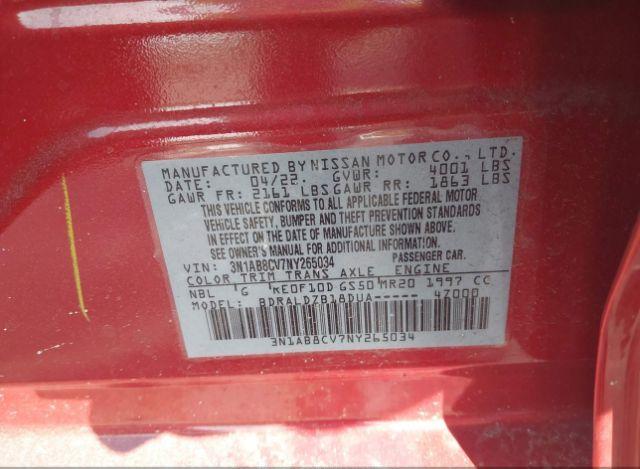 MANUFACTURED BY NISSAN MOTOR CO., LTD.
DATE: 04/22. GVWR: 4001 LBS
GAWR FR: 2161 LBS GAWR RR: 1863 LBS
THIS VEHICLE CONFORMS TO ALL APPLICABLE FEDERAL MOTOR
VEHICLE SAFETY, BUMPER AND THEFT PREVENTION STANDARDS
IN EFFECT ON THE DATE OF MANUFACTURE SHOWN ABOVE.
SEE OWNER'S MANUAL FOR ADDITIONAL INFORMATION.
VIN: 3N1AB8CV7NY265034 PASSENGER CAR.
COLOR TRIM TRANS AXLE ENGINE
NBL G RE0F10D GS50 MR20 1997 CC
MODEL: BDRALDZB18DUA----- 4Z000
3N1AB8CV7NY265034